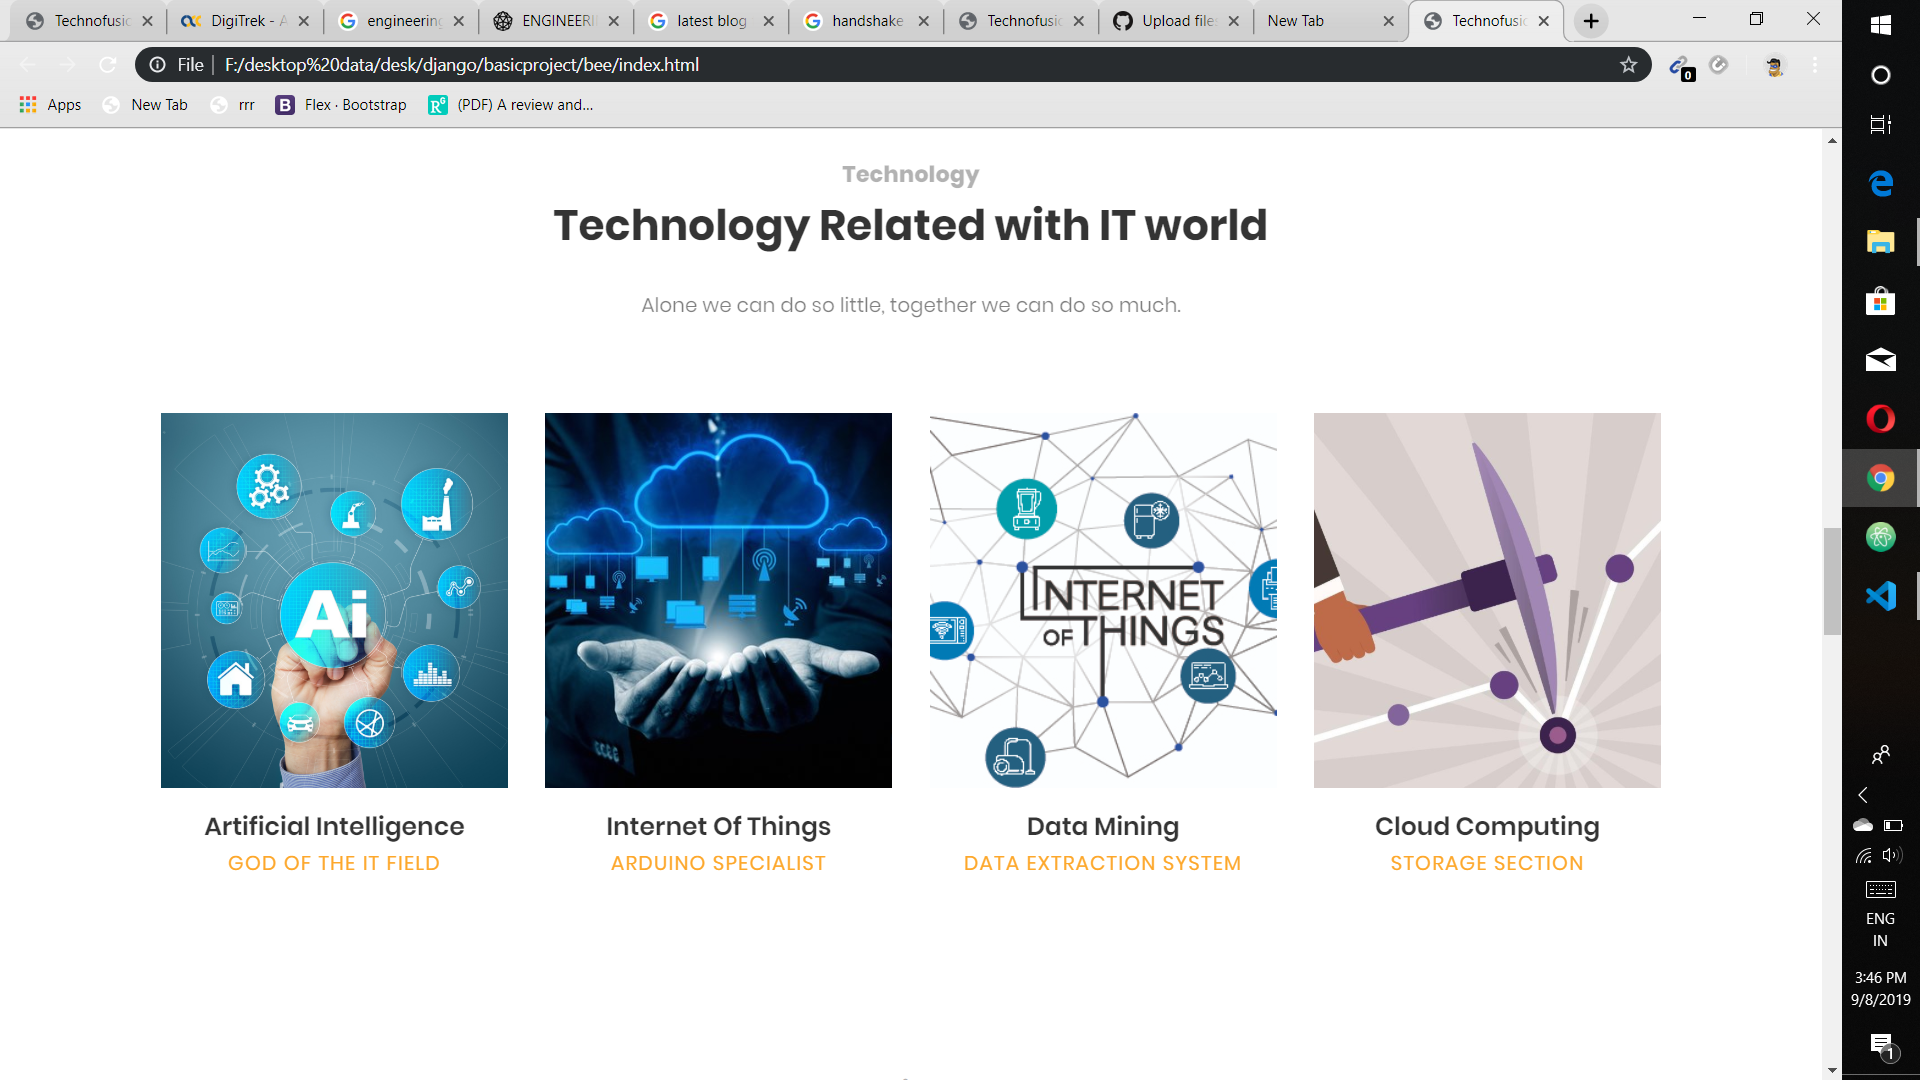 Technofusio
DigiTrek - A
engineering
ENGINEERI
latest blog
handshake
Technofusio
Upload file
New Tab
Technofusio
File
F:/desktop%20data/desk/django/basicproject/bee/index.html
0
Apps
New Tab
rrr
B
Flex · Bootstrap
RG
(PDF) A review and...
Technology
Technology Related with IT world
Alone we can do so little, together we can do so much.
Ai
INTERNET
OF THINGS
Artificial Intelligence
Internet Of Things
Data Mining
Cloud Computing
GOD OF THE IT FIELD
ARDUINO SPECIALIST
DATA EXTRACTION SYSTEM
STORAGE SECTION
ENG
IN
3:46 PM
9/8/2019
1